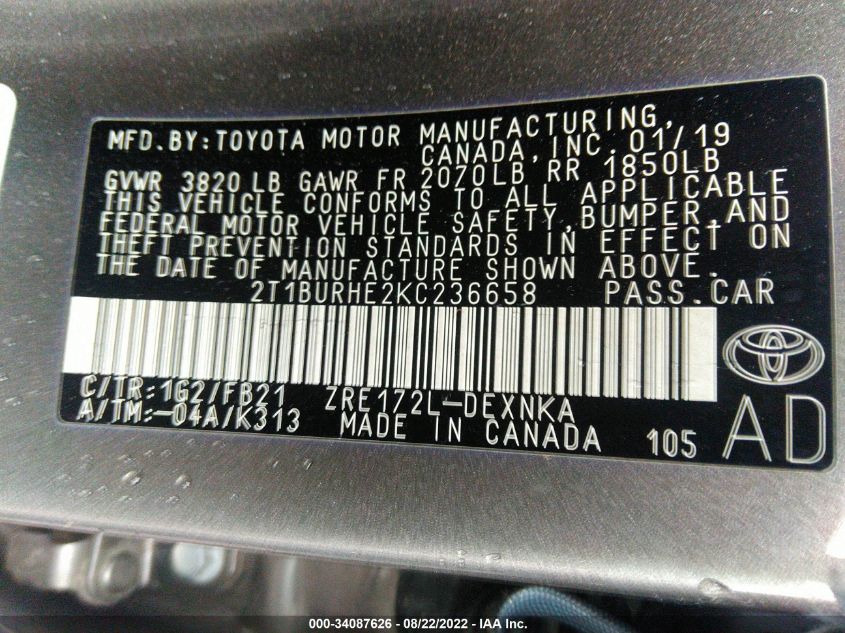 MFD. BY: TOYOTA MOTOR MANUFACTURING,
CANADA, INC. 01/19
GVWR 3820 LB GAWR FR 2070LB RR 1850LB
THIS VEHICLE CONFORMS TO ALL APPLICABLE
FEDERAL MOTOR VEHICLE SAFETY, BUMPER, AND
THEFT PREVENTION STANDARDS IN EFFECT ON
THE DATE OF MANUFACTURE SHOWN ABOVE.
2T1BURHE2KC236658 PASS. CAR
C/TR: 1G2/FB21 ZRE172L-DEXNKA
A/TM: -04A/K313 MADE IN CANADA 105 AD
000-34087626 - 08/22/2022 - IAA Inc.